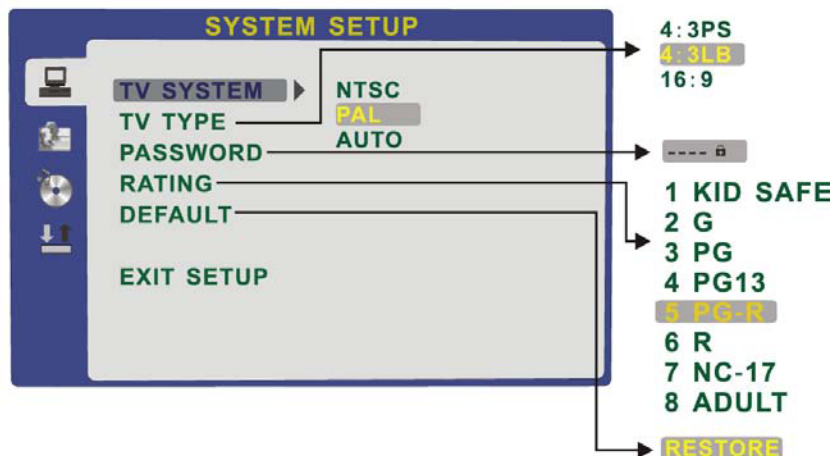 SYSTEM SETUP
TV SYSTEM
TV TYPE
PASSWORD
RATING
DEFAULT
EXIT SETUP
NTSC
PAL
AUTO
4:3PS
4:3LB
16:9
----
1 KID SAFE
2 G
3 PG
4 PG13
5 PG-R
6 R
7 NC-17
8 ADULT
RESTORE